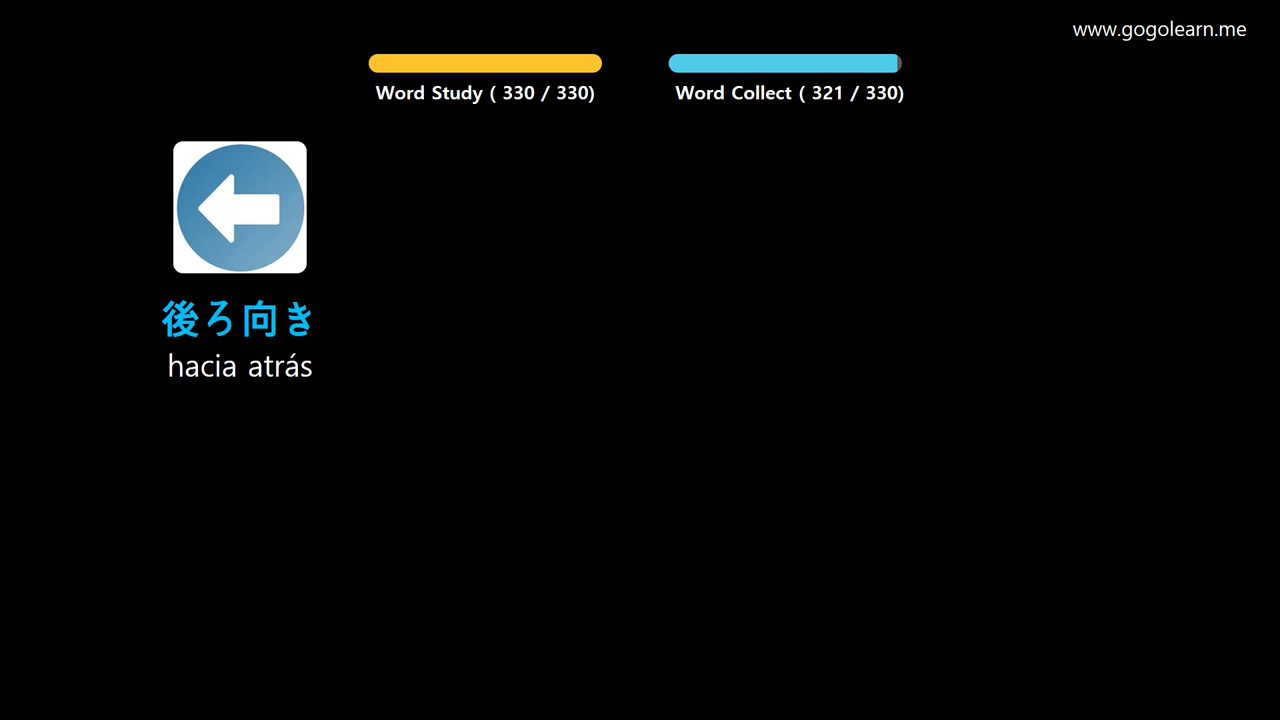 www.gogolearn.me
Word Study ( 330 / 330)
Word Collect ( 321 / 330)
後ろ向き
hacia atrás